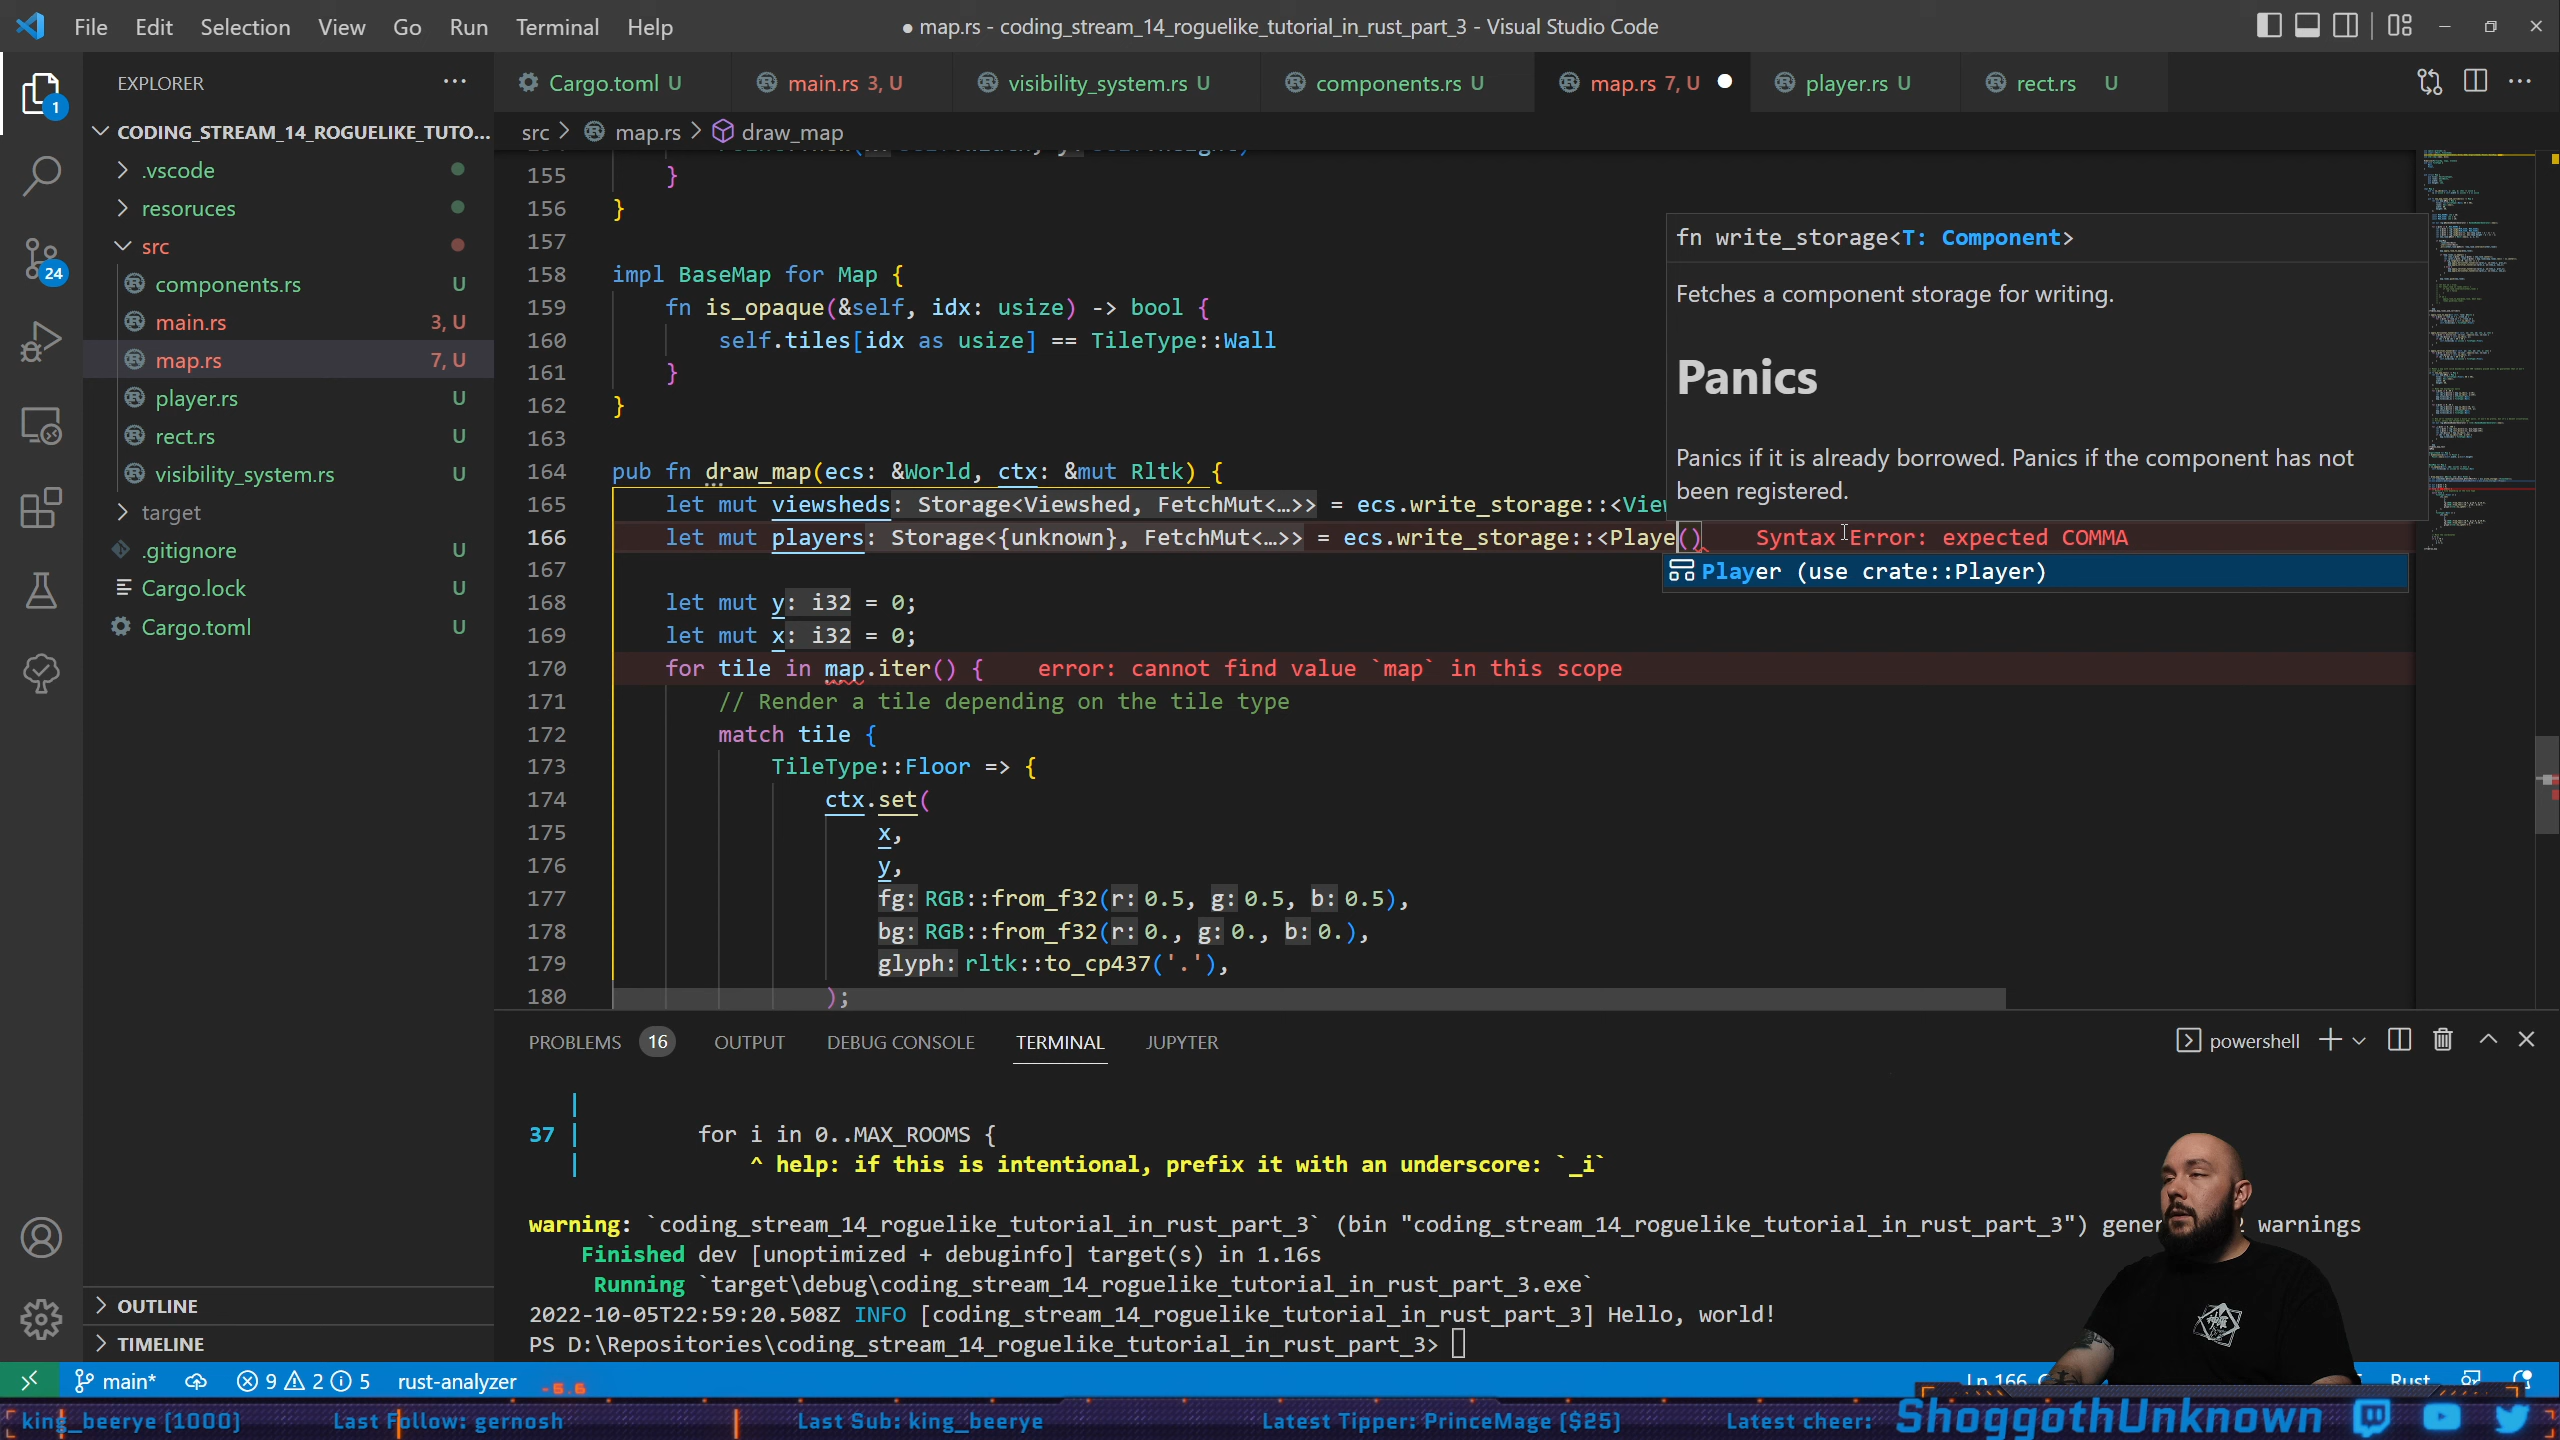 File Edit Selection View Go Run Terminal Help
● map.rs - coding_stream_14_roguelike_tutorial_in_rust_part_3 - Visual Studio Code
EXPLORER
Cargo.toml U
main.rs 3, U
visibility_system.rs U
components.rs U
map.rs 7, U
player.rs U
rect.rs U
src > map.rs > draw_map
1
24
CODING_STREAM_14_ROGUELIKE_TUTO...
.vscode
resoruces
src
components.rs U
main.rs 3, U
map.rs 7, U
player.rs U
rect.rs U
visibility_system.rs U
target
.gitignore U
Cargo.lock U
Cargo.toml U
OUTLINE
TIMELINE
155 }
156 }
157
158 impl BaseMap for Map {
159 fn is_opaque(&self, idx: usize) -> bool {
160 self.tiles[idx as usize] == TileType::Wall
161 }
162 }
163
164 pub fn draw_map(ecs: &World, ctx: &mut Rltk) {
165 let mut viewsheds: Storage<Viewshed, FetchMut<…>> = ecs.write_storage::<View
166 let mut players: Storage<{unknown}, FetchMut<…>> = ecs.write_storage::<Playe() Syntax Error: expected COMMA
167
168 let mut y: i32 = 0;
169 let mut x: i32 = 0;
170 for tile in map.iter() { error: cannot find value `map` in this scope
171 // Render a tile depending on the tile type
172 match tile {
173 TileType::Floor => {
174 ctx.set(
175 x,
176 y,
177 fg: RGB::from_f32(r: 0.5, g: 0.5, b: 0.5),
178 bg: RGB::from_f32(r: 0., g: 0., b: 0.),
179 glyph: rltk::to_cp437('.'),
180 );
fn write_storage<T: Component>
Fetches a component storage for writing.
Panics
Panics if it is already borrowed. Panics if the component has not
been registered.
Player (use crate::Player)
PROBLEMS 16 OUTPUT DEBUG CONSOLE TERMINAL JUPYTER
powershell
|
37 | for i in 0..MAX_ROOMS {
| ^ help: if this is intentional, prefix it with an underscore: `_i`
warning: `coding_stream_14_roguelike_tutorial_in_rust_part_3` (bin "coding_stream_14_roguelike_tutorial_in_rust_part_3") gener 2 warnings
Finished dev [unoptimized + debuginfo] target(s) in 1.16s
Running `target\debug\coding_stream_14_roguelike_tutorial_in_rust_part_3.exe`
2022-10-05T22:59:20.508Z INFO [coding_stream_14_roguelike_tutorial_in_rust_part_3] Hello, world!
PS D:\Repositories\coding_stream_14_roguelike_tutorial_in_rust_part_3>
main* 9 2 5 rust-analyzer -5.6 Ln 166 Rust
king_beerye [1000] Last Follow: gernosh Last Sub: king_beerye Latest Tipper: PrinceMage [$25] Latest cheer: ShoggothUnknown